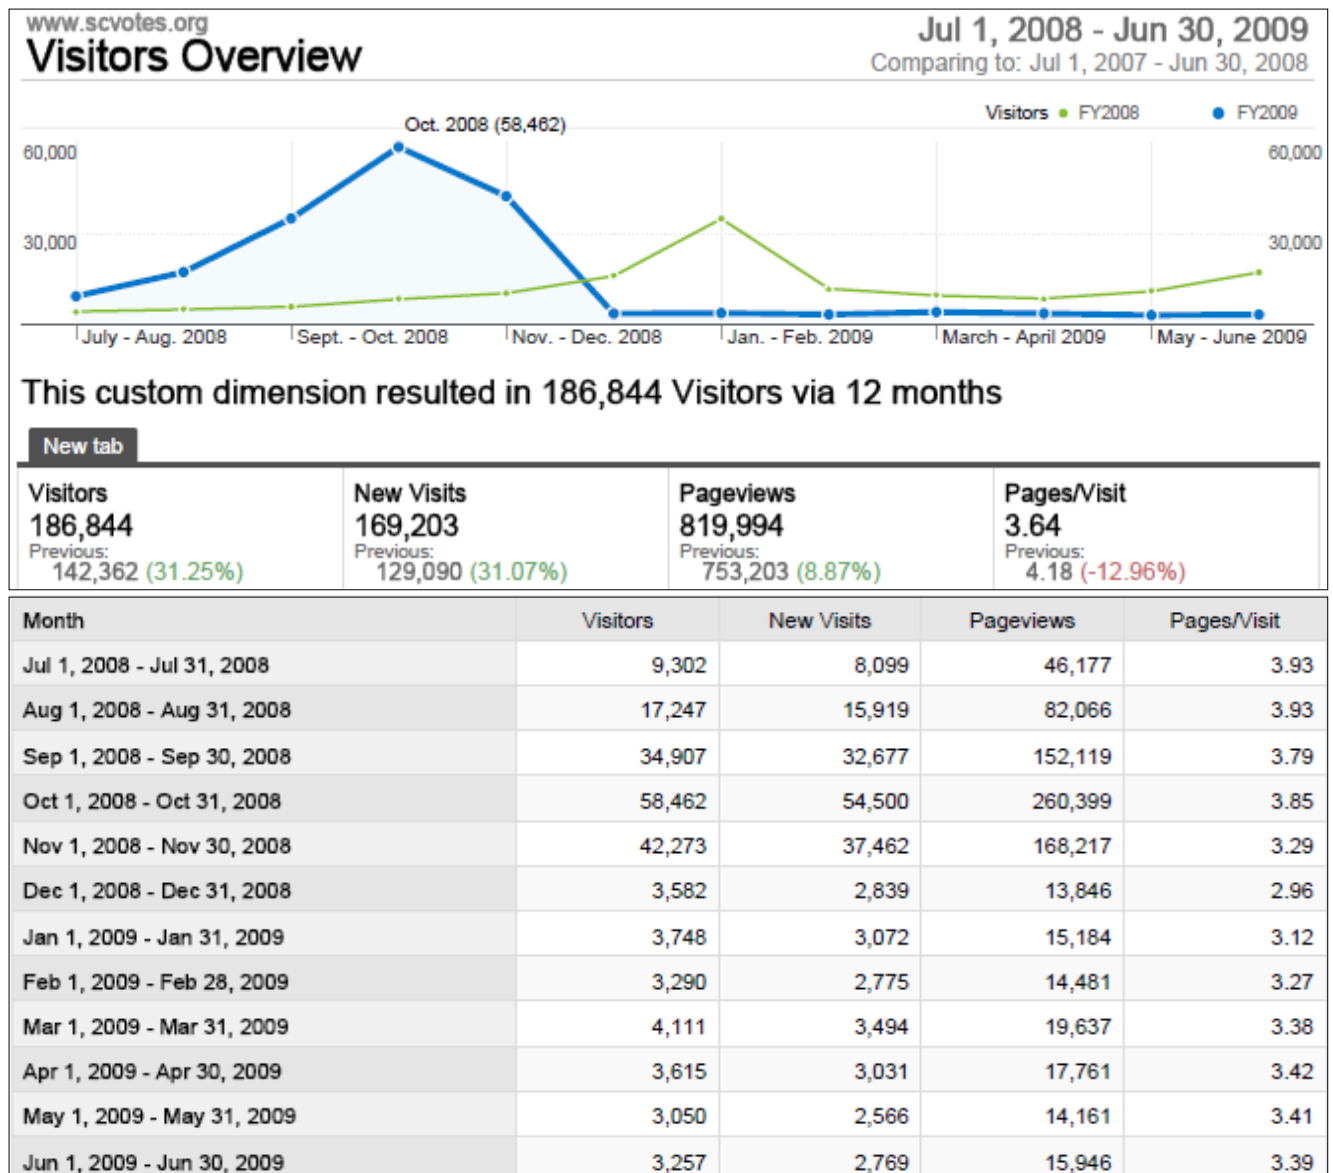 www.scvotes.org
Visitors Overview
Jul 1, 2008 - Jun 30, 2009
Comparing to: Jul 1, 2007 - Jun 30, 2008
Visitors FY2008 FY2009
Oct. 2008 (58,462)
60,000 60,000
30,000 30,000
July - Aug. 2008 Sept. - Oct. 2008 Nov. - Dec. 2008 Jan. - Feb. 2009 March - April 2009 May - June 2009
This custom dimension resulted in 186,844 Visitors via 12 months
New tab
Visitors New Visits Pageviews Pages/Visit
186,844 169,203 819,994 3.64
Previous: Previous: Previous: Previous:
142,362 (31.25%) 129,090 (31.07%) 753,203 (8.87%) 4.18 (-12.96%)
Month Visitors New Visits Pageviews Pages/Visit
Jul 1, 2008 - Jul 31, 2008 9,302 8,099 46,177 3.93
Aug 1, 2008 - Aug 31, 2008 17,247 15,919 82,066 3.93
Sep 1, 2008 - Sep 30, 2008 34,907 32,677 152,119 3.79
Oct 1, 2008 - Oct 31, 2008 58,462 54,500 260,399 3.85
Nov 1, 2008 - Nov 30, 2008 42,273 37,462 168,217 3.29
Dec 1, 2008 - Dec 31, 2008 3,582 2,839 13,846 2.96
Jan 1, 2009 - Jan 31, 2009 3,748 3,072 15,184 3.12
Feb 1, 2009 - Feb 28, 2009 3,290 2,775 14,481 3.27
Mar 1, 2009 - Mar 31, 2009 4,111 3,494 19,637 3.38
Apr 1, 2009 - Apr 30, 2009 3,615 3,031 17,761 3.42
May 1, 2009 - May 31, 2009 3,050 2,566 14,161 3.41
Jun 1, 2009 - Jun 30, 2009 3,257 2,769 15,946 3.39